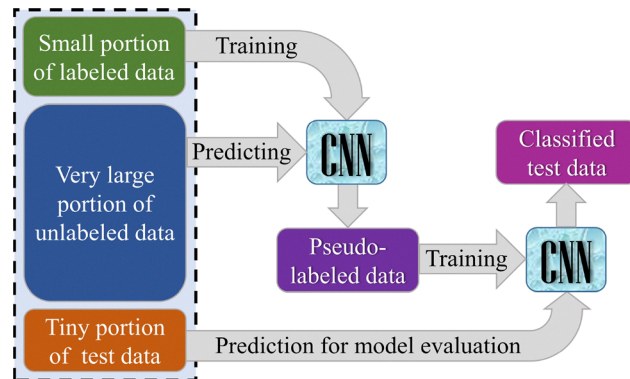 Small portion
of labeled data
Training
Very large
portion of
unlabeled data
Predicting
CNN
Pseudo-
labeled data
Training
CNN
Classified
test data
Tiny portion
of test data
Prediction for model evaluation